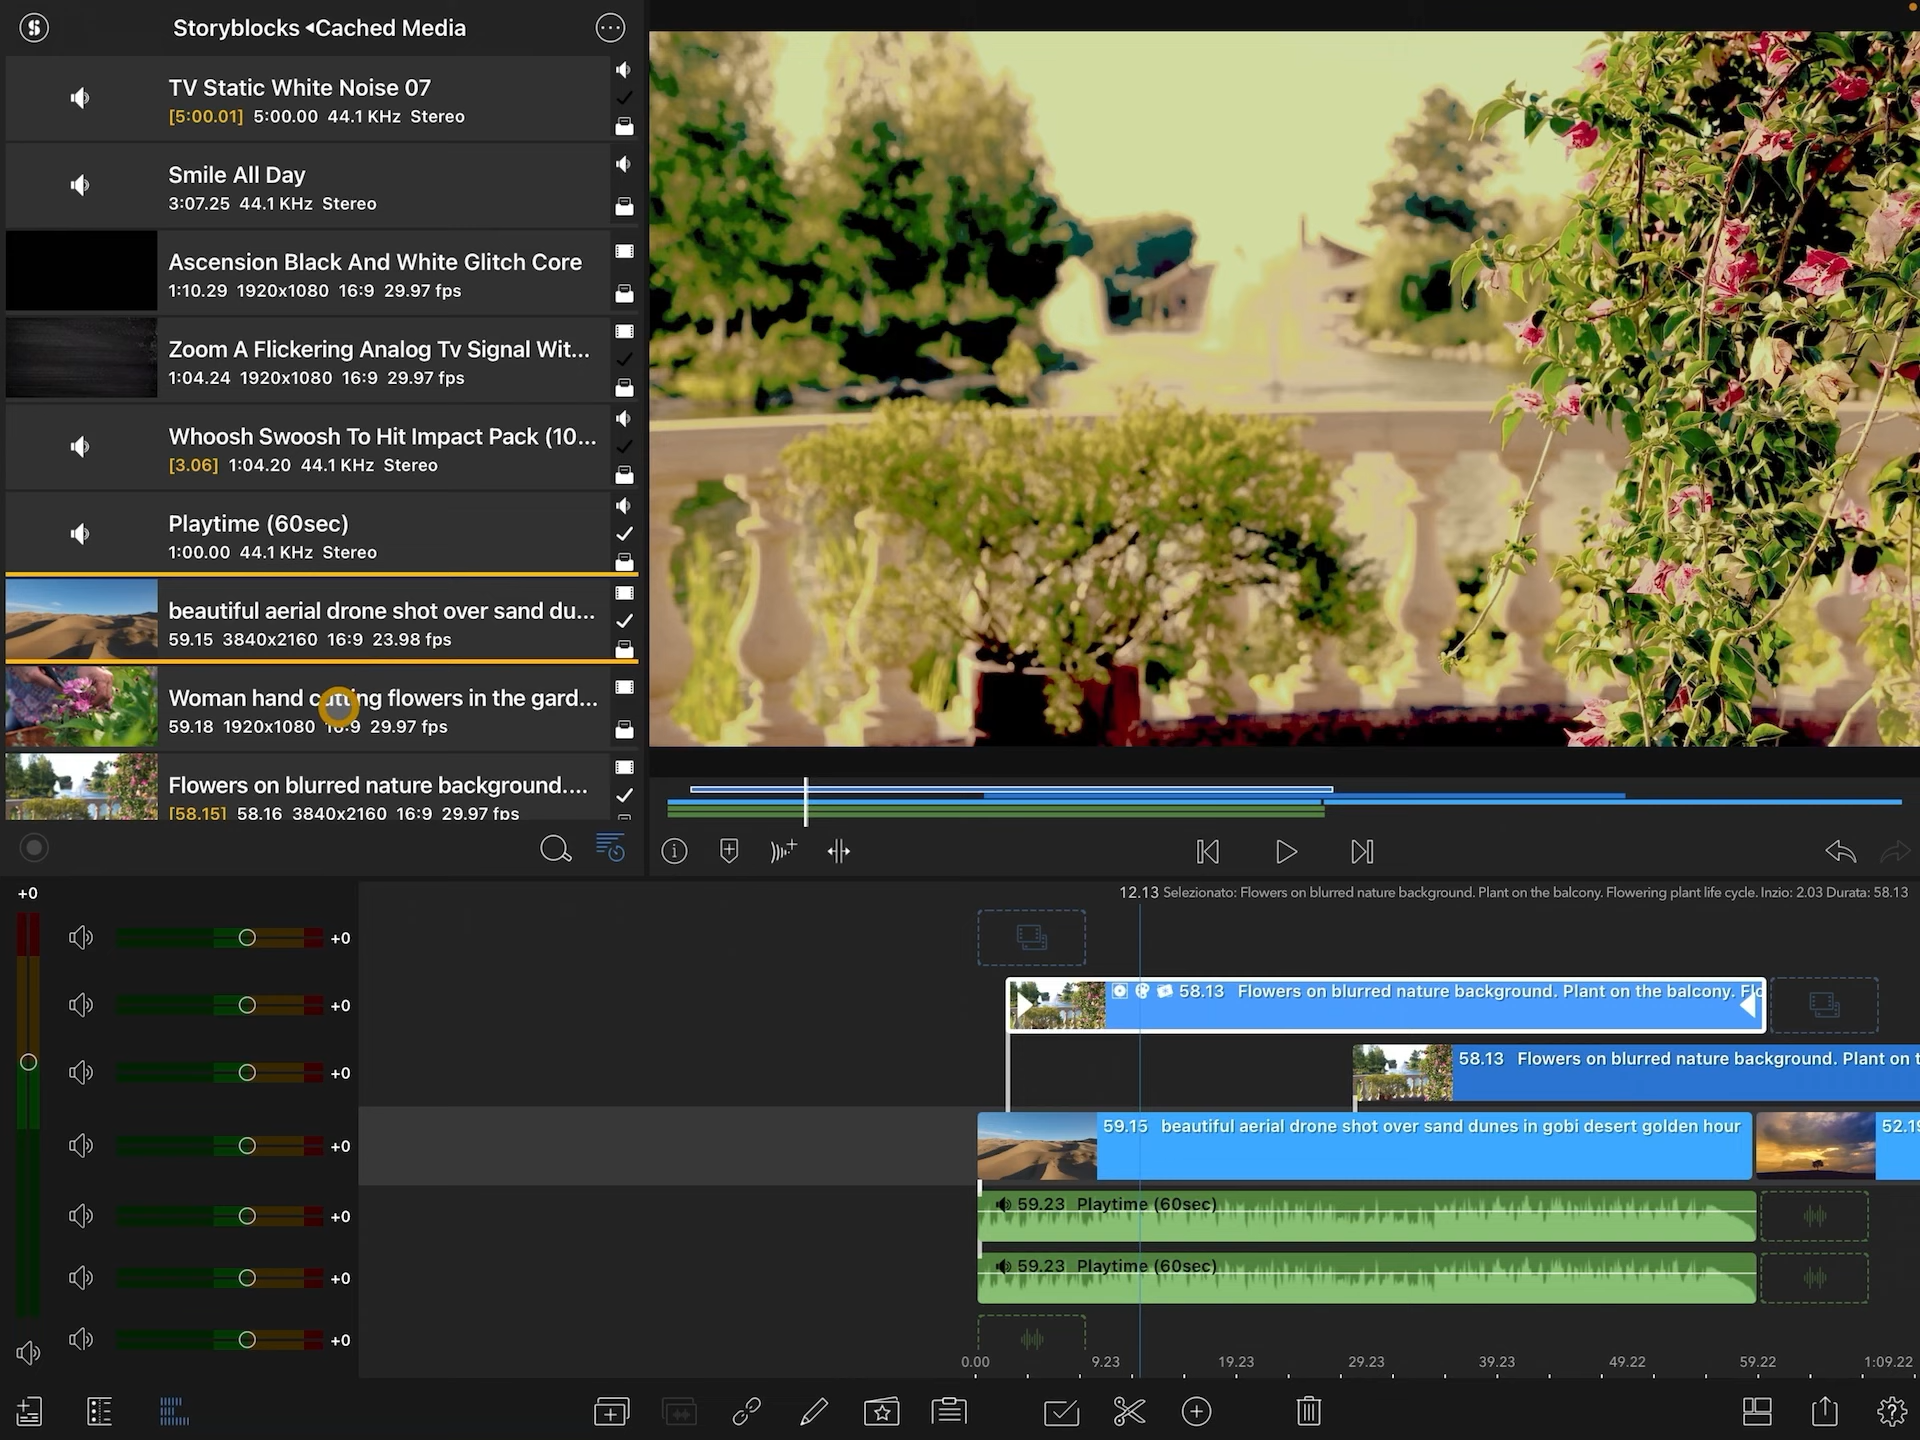 Storyblocks ◂Cached Media
TV Static White Noise 07
[5:00.01] 5:00.00 44.1 KHz Stereo
Smile All Day
3:07.25 44.1 KHz Stereo
Ascension Black And White Glitch Core
1:10.29 1920x1080 16:9 29.97 fps
Zoom A Flickering Analog Tv Signal Wit...
1:04.24 1920x1080 16:9 29.97 fps
Whoosh Swoosh To Hit Impact Pack (10...
[3.06] 1:04.20 44.1 KHz Stereo
Playtime (60sec)
1:00.00 44.1 KHz Stereo
beautiful aerial drone shot over sand du...
59.15 3840x2160 16:9 23.98 fps
Woman hand cutting flowers in the gard...
59.18 1920x1080 16:9 29.97 fps
Flowers on blurred nature background....
[58.15] 58.16 3840x2160 16:9 29.97 fps
+0
+0
+0
+0
+0
+0
+0
+0
12.13 Selezionato: Flowers on blurred nature background. Plant on the balcony. Flowering plant life cycle. Inzio: 2.03 Durata: 58.13
58.13 Flowers on blurred nature background. Plant on the balcony. Flo
58.13 Flowers on blurred nature background. Plant on t
59.15 beautiful aerial drone shot over sand dunes in gobi desert golden hour
52.19
59.23 Playtime (60sec)
59.23 Playtime (60sec)
0.00 9.23 19.23 29.23 39.23 49.22 59.22 1:09.22